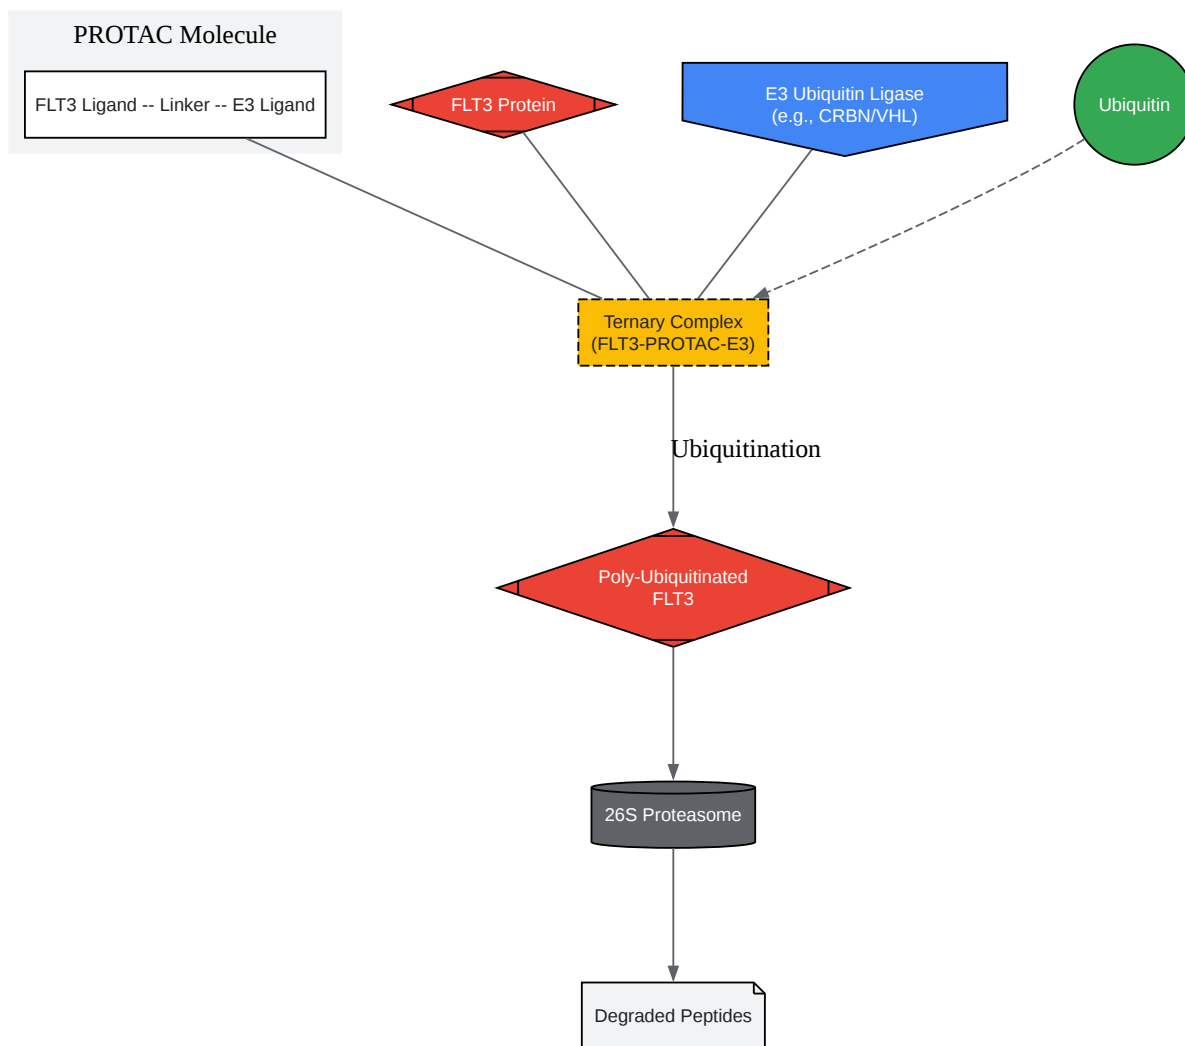 PROTAC Molecule
FLT3 Ligand -- Linker -- E3 Ligand
FLT3 Protein
E3 Ubiquitin Ligase
(e.g., CRBN/VHL)
Ubiquitin
Ternary Complex
(FLT3-PROTAC-E3)
Ubiquitination
Poly-Ubiquitinated
FLT3
26S Proteasome
Degraded Peptides